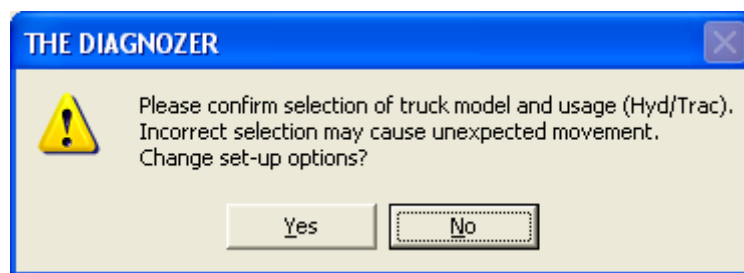 THE DIAGNOZER
Please confirm selection of truck model and usage (Hyd/Trac).
Incorrect selection may cause unexpected movement.
Change set-up options?
Yes No